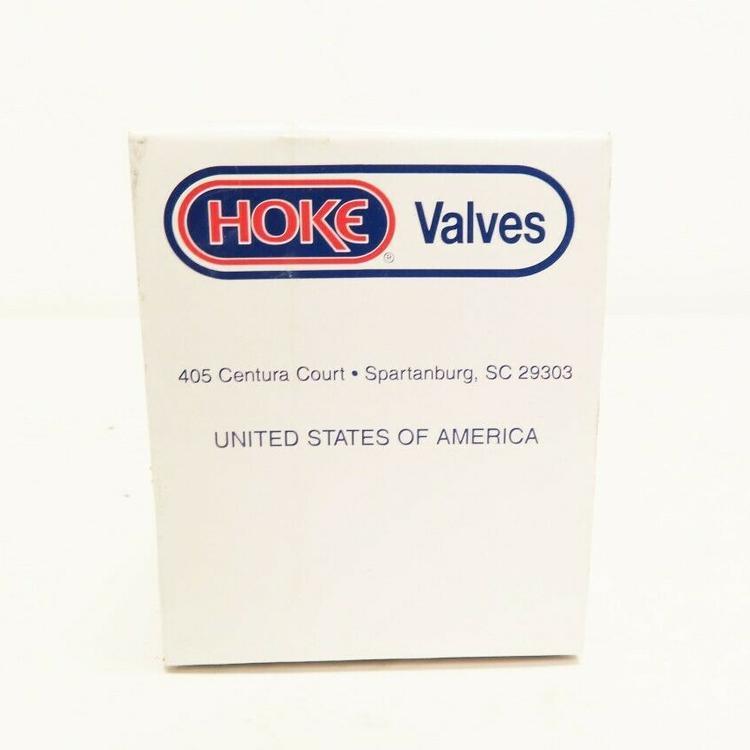 HOKE® Valves
405 Centura Court • Spartanburg, SC 29303
UNITED STATES OF AMERICA